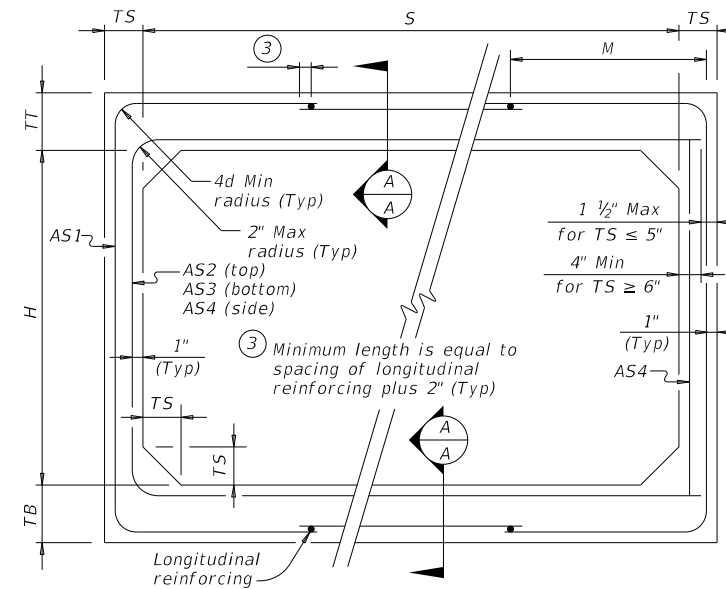 TS
S
TS
3
M
TT
4d Min
radius (Typ)
A
A
2" Max
radius (Typ)
1 ½" Max
for TS ≤ 5"
AS1
AS2 (top)
AS3 (bottom)
AS4 (side)
4" Min
for TS ≥ 6"
H
1"
(Typ)
3 Minimum length is equal to
spacing of longitudinal
reinforcing plus 2" (Typ)
1"
(Typ)
AS4
TS
A
A
TS
TB
Longitudinal
reinforcing